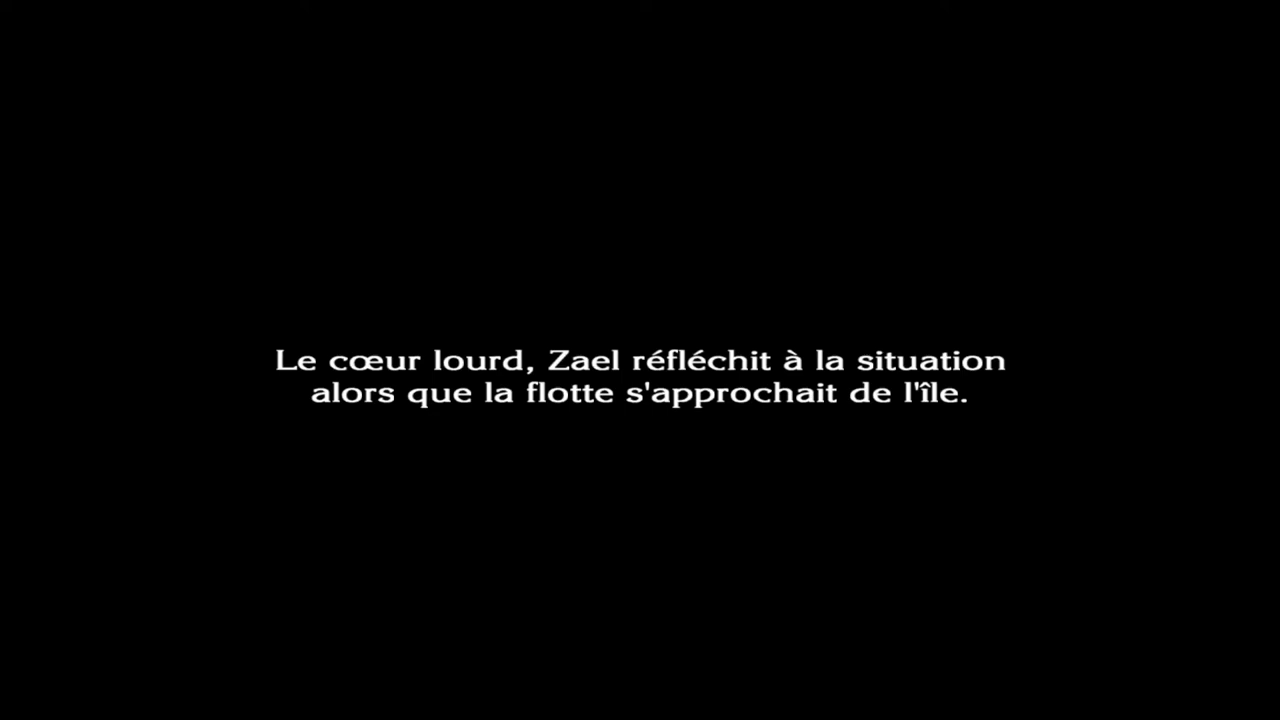 Le cœur lourd, Zael réfléchit à la situation
alors que la flotte s'approchait de l'île.